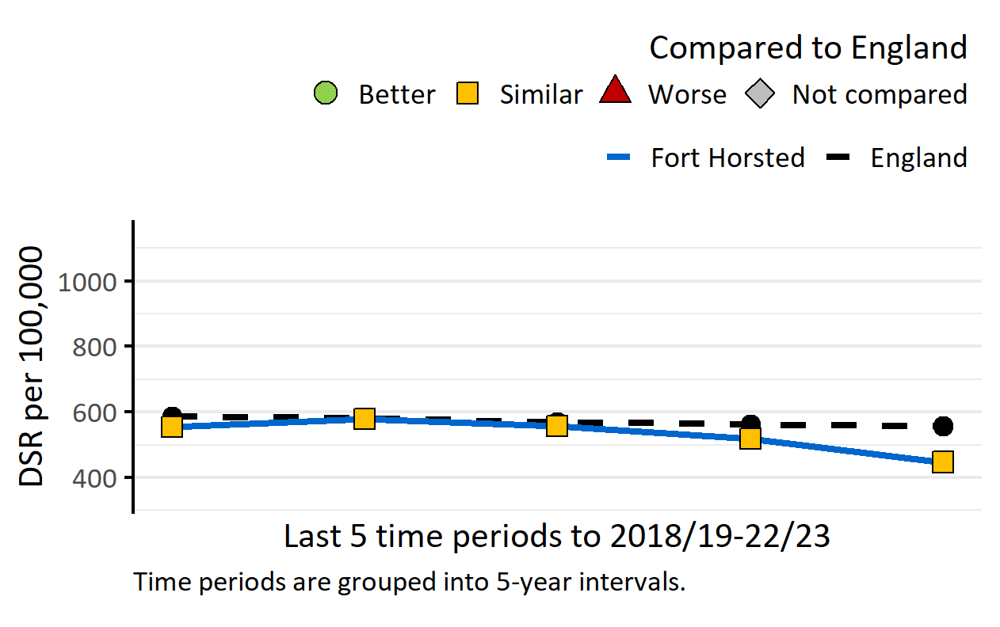 Compared to England
Better Similar Worse Not compared
Fort Horsted England
DSR per 100,000
1000
800
600
400
Last 5 time periods to 2018/19-22/23
Time periods are grouped into 5-year intervals.